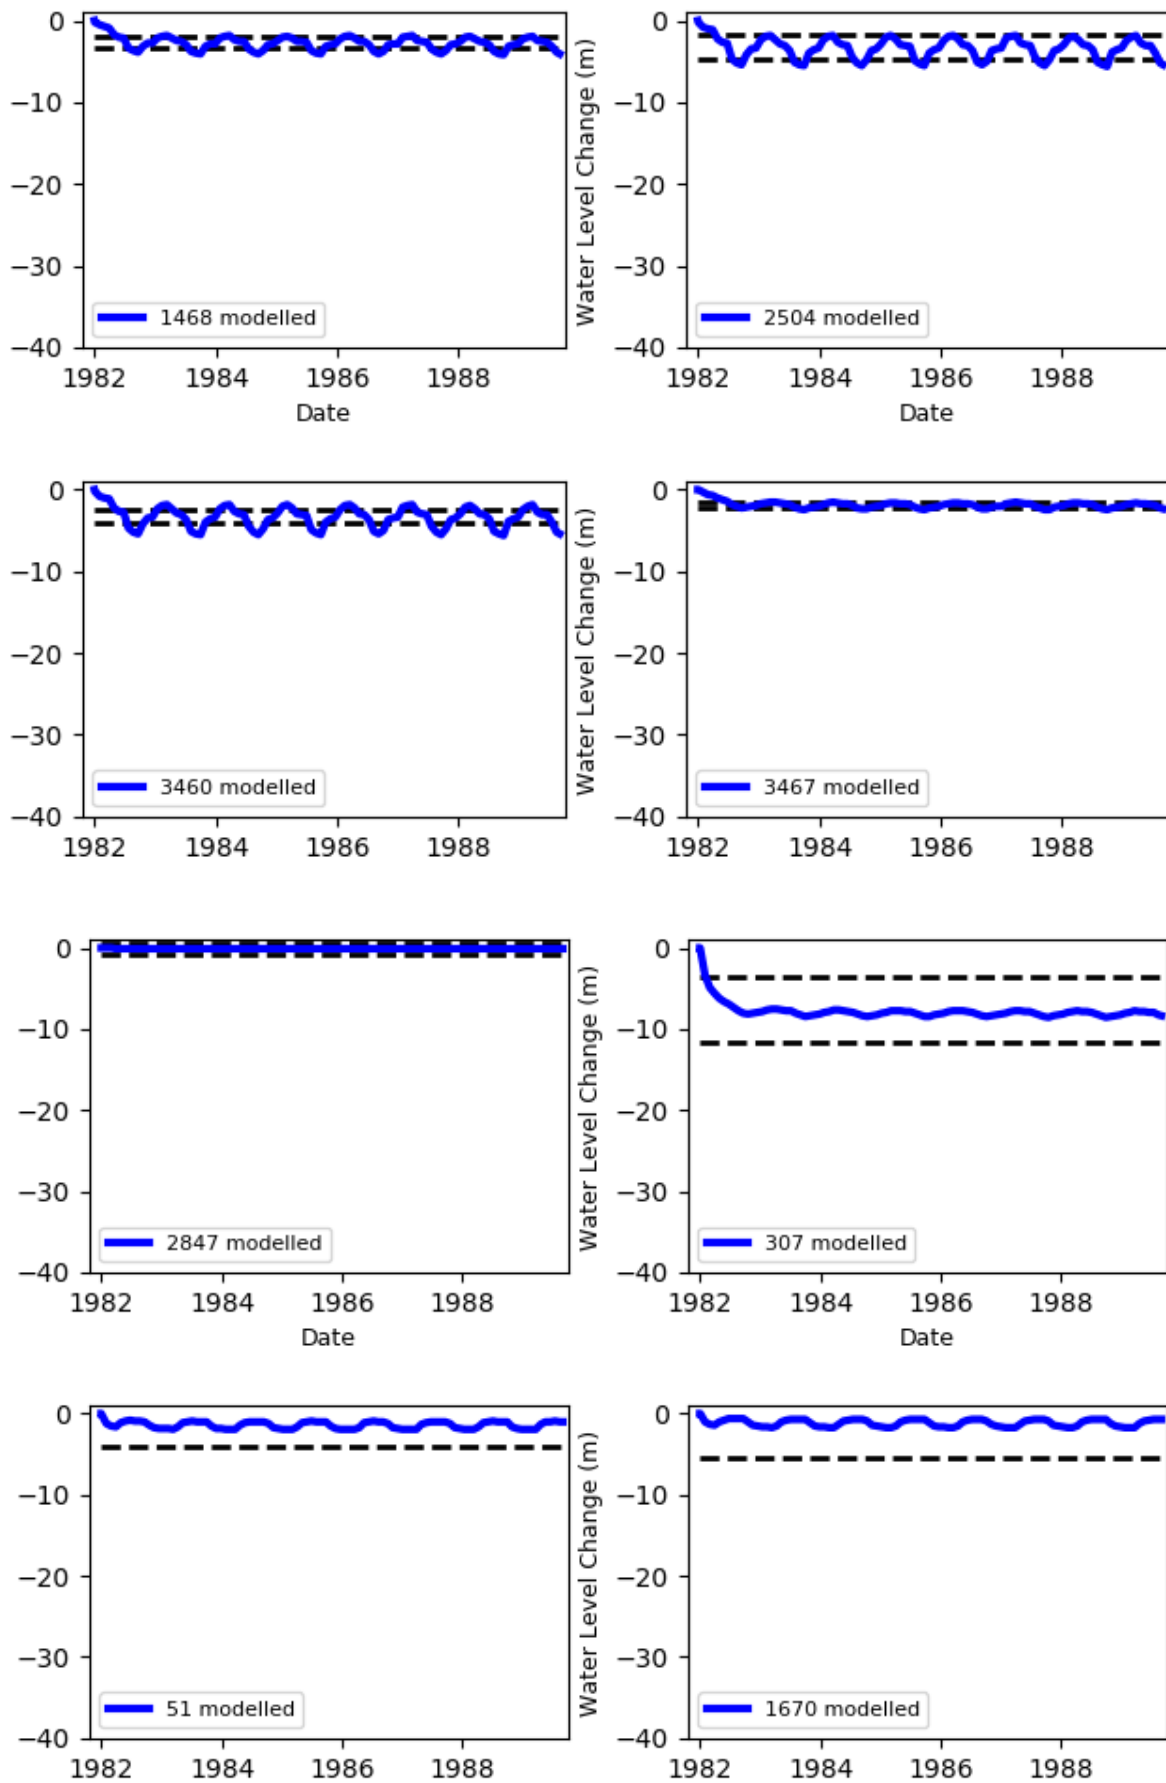 0
−10
−20
−30
−40
1468 modelled
1982 1984 1986 1988
Date
Water Level Change (m)
0
−10
−20
−30
−40
2504 modelled
1982 1984 1986 1988
Date
0
−10
−20
−30
−40
3460 modelled
1982 1984 1986 1988
Water Level Change (m)
0
−10
−20
−30
−40
3467 modelled
1982 1984 1986 1988
0
−10
−20
−30
−40
2847 modelled
1982 1984 1986 1988
Date
Water Level Change (m)
0
−10
−20
−30
−40
307 modelled
1982 1984 1986 1988
Date
0
−10
−20
−30
−40
51 modelled
1982 1984 1986 1988
Water Level Change (m)
0
−10
−20
−30
−40
1670 modelled
1982 1984 1986 1988